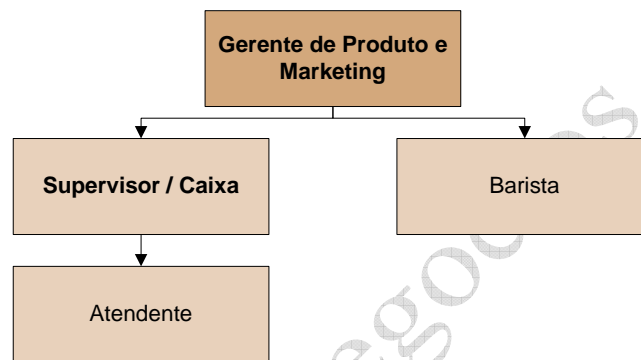 Gerente de Produto e
Marketing
Supervisor / Caixa
Barista
Atendente